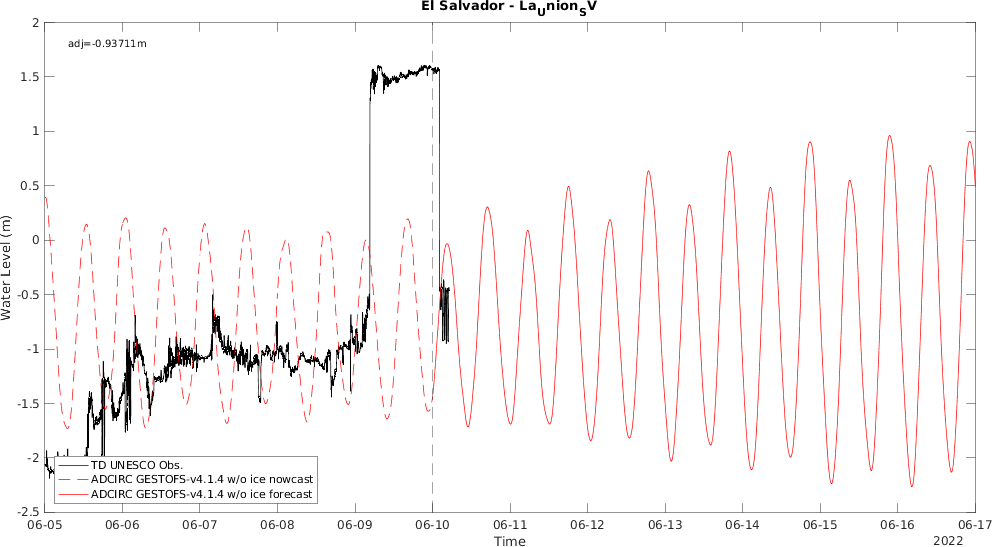 El Salvador - LaUnionSV
adj=-0.93711m
Water Level (m)
2
1.5
1
0.5
0
-0.5
-1
-1.5
-2
-2.5
TD UNESCO Obs.
ADCIRC GESTOFS-v4.1.4 w/o ice nowcast
ADCIRC GESTOFS-v4.1.4 w/o ice forecast
06-05 06-06 06-07 06-08 06-09 06-10 06-11 06-12 06-13 06-14 06-15 06-16 06-17
Time
2022